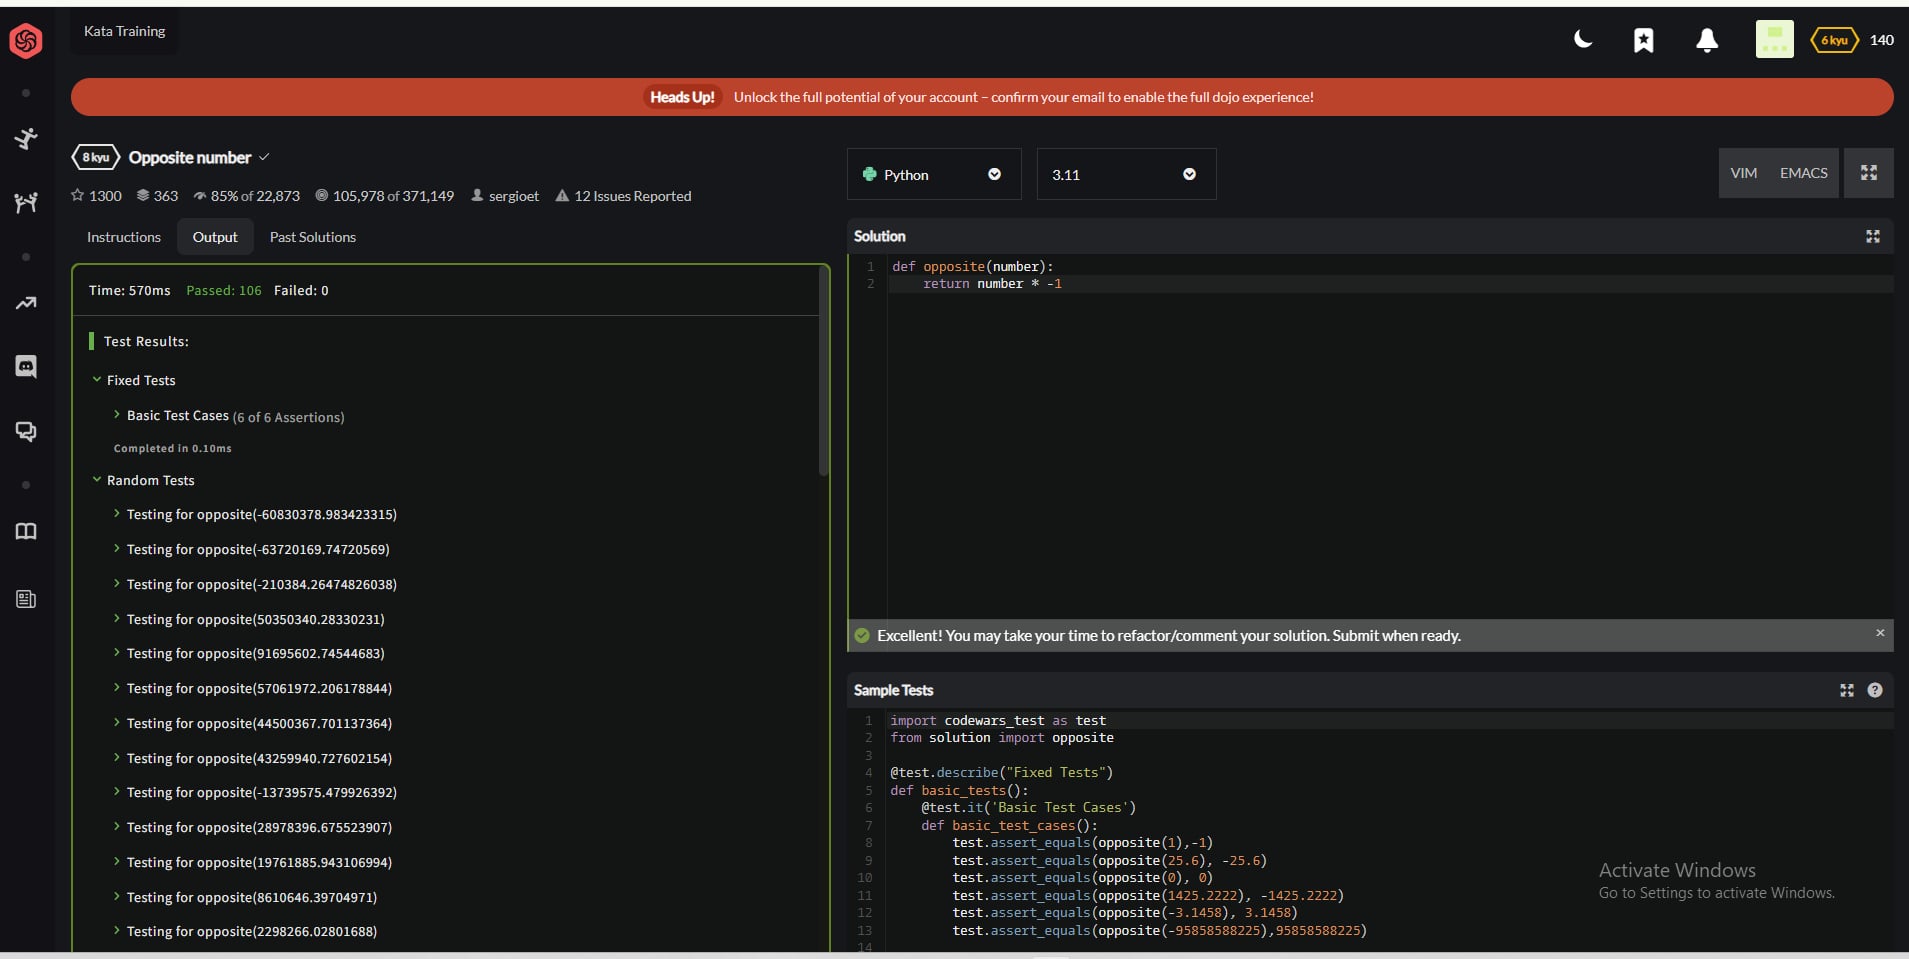 Kata Training
6 kyu 140
Heads Up! Unlock the full potential of your account – confirm your email to enable the full dojo experience!
8 kyu Opposite number
1300 363 85% of 22,873 105,978 of 371,149 sergioet 12 Issues Reported
Instructions Output Past Solutions
Time: 570ms Passed: 106 Failed: 0
Test Results:
Fixed Tests
Basic Test Cases (6 of 6 Assertions)
Completed in 0.10ms
Random Tests
Testing for opposite(-60830378.983423315)
Testing for opposite(-63720169.74720569)
Testing for opposite(-210384.26474826038)
Testing for opposite(50350340.28330231)
Testing for opposite(91695602.74544683)
Testing for opposite(57061972.206178844)
Testing for opposite(44500367.701137364)
Testing for opposite(43259940.727602154)
Testing for opposite(-13739575.479926392)
Testing for opposite(28978396.675523907)
Testing for opposite(19761885.943106994)
Testing for opposite(8610646.39704971)
Testing for opposite(2298266.02801688)
Python 3.11 VIM EMACS
Solution
1 def opposite(number):
2     return number * -1
Excellent! You may take your time to refactor/comment your solution. Submit when ready.
Sample Tests
1 import codewars_test as test
2 from solution import opposite
3
4 @test.describe("Fixed Tests")
5 def basic_tests():
6     @test.it('Basic Test Cases')
7     def basic_test_cases():
8         test.assert_equals(opposite(1),-1)
9         test.assert_equals(opposite(25.6), -25.6)
10         test.assert_equals(opposite(0), 0)
11         test.assert_equals(opposite(1425.2222), -1425.2222)
12         test.assert_equals(opposite(-3.1458), 3.1458)
13         test.assert_equals(opposite(-95858588225),95858588225)
14
Activate Windows
Go to Settings to activate Windows.